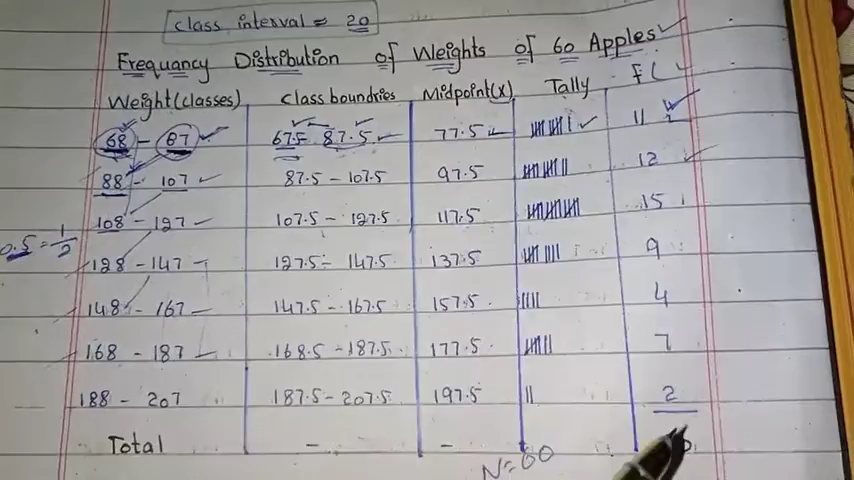 class interval = 20
Frequancy Distribution of Weights of 60 Apples
Weight(classes) class boundries Midpoint(x) Tally F(
68 - 87 67.5 87.5 77.5 11
88 - 107 87.5 - 107.5 97.5 12
108 - 127 107.5 - 127.5 117.5 15
0.5 = 1/2
128 - 147 127.5 - 147.5 137.5 9
148 - 167 147.5 - 167.5 157.5 4
168 - 187 168.5 - 187.5 177.5 7
188 - 207 187.5 - 207.5 197.5 2
Total - -
N=60